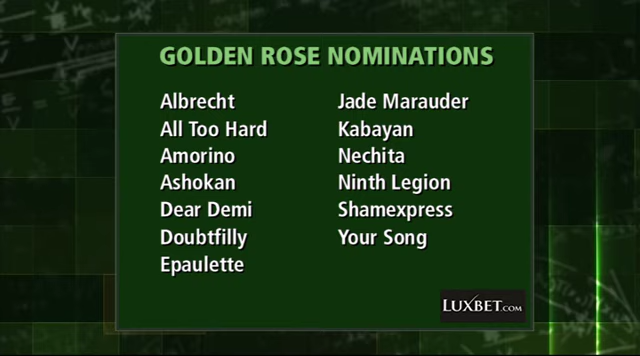 GOLDEN ROSE NOMINATIONS
Albrecht
All Too Hard
Amorino
Ashokan
Dear Demi
Doubtfilly
Epaulette
Jade Marauder
Kabayan
Nechita
Ninth Legion
Shamexpress
Your Song
LUXBET.COM